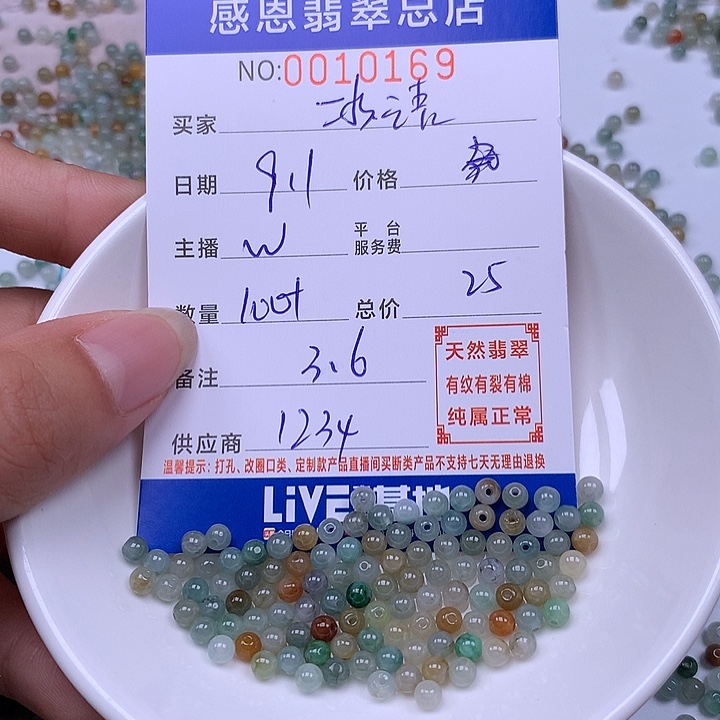 感恩翡翠总店
NO:0010169
买家
日期 9.1 价格
主播 W 平台服务费
数量 100+ 总价 25
备注 3.6
天然翡翠
有纹有裂有棉
纯属正常
供应商 1234
温馨提示：打孔、改圈口类、定制款产品直播间买断类产品不支持七天无理由退换
LiVE 基地